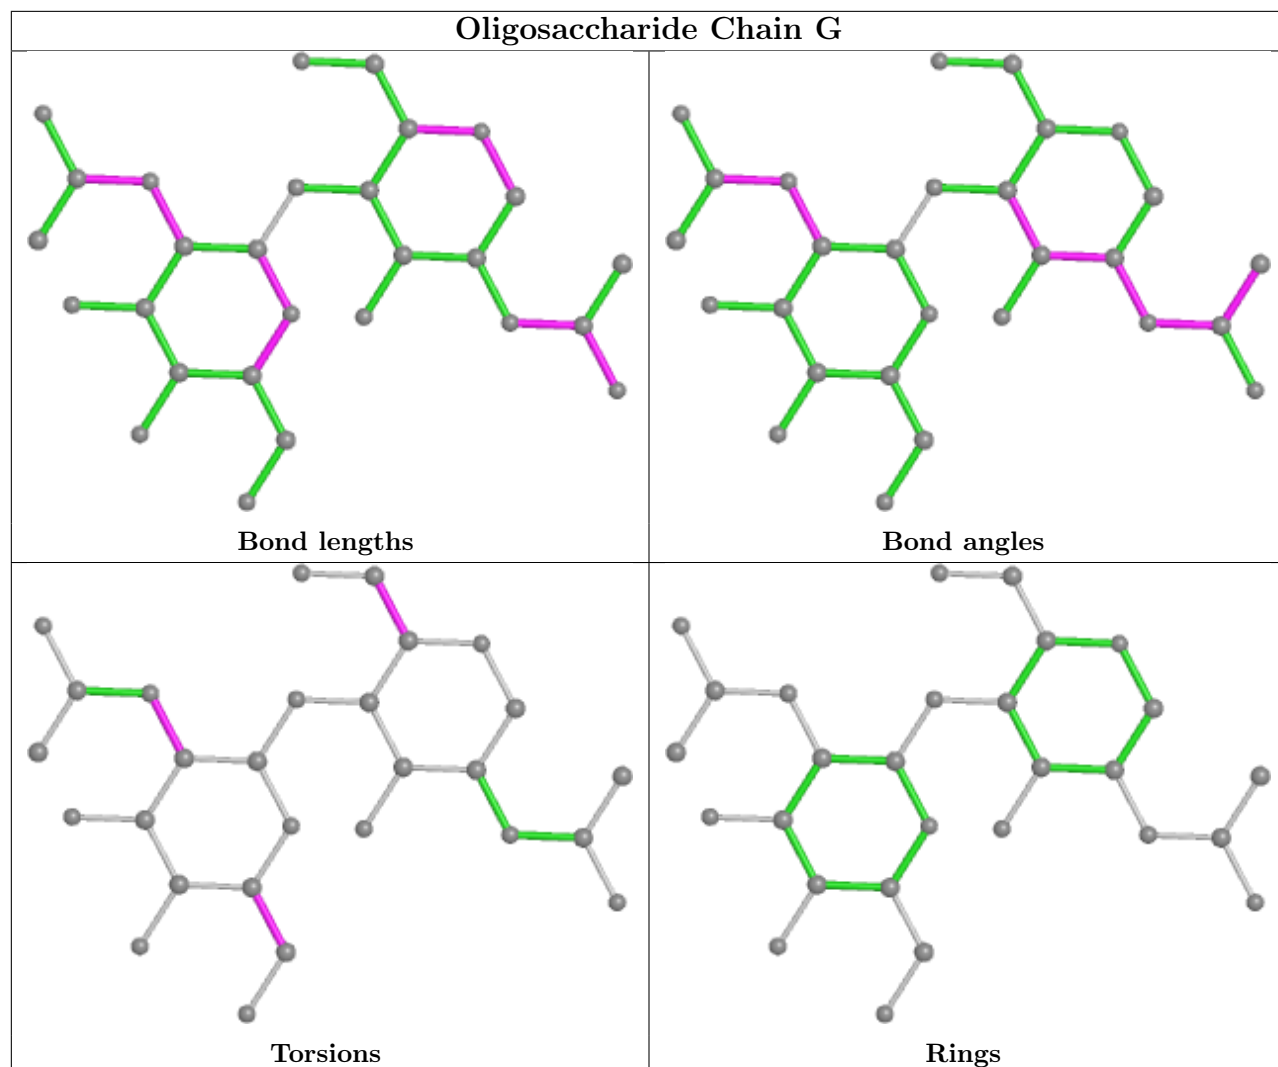 Oligosaccharide Chain G
Bond lengths
Bond angles
Torsions
Rings